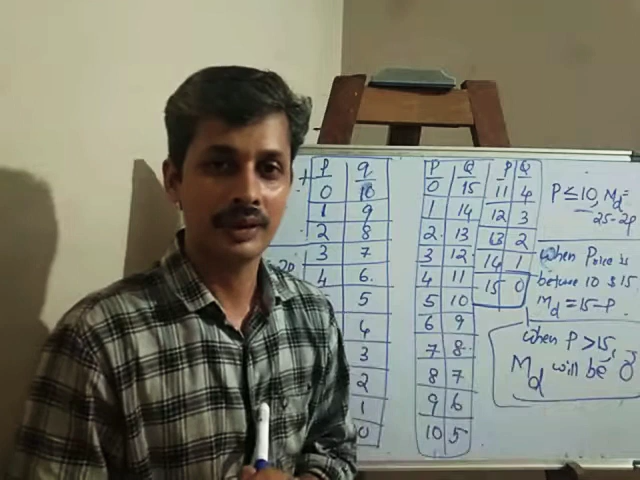 P q
0 10
1 9
2 8
3 7
4 6
5
4
3
2
1
0
P Q P Q
0 15 11 4
1 14 12 3
2 13 13 2
3 12 14 1
4 11 15 0
5 10
6 9
7 8
8 7
9 6
10 5
P ≤ 10, Md =
25-2p
When Price is
between 10 & 15
Md = 15-P
When P > 15,
Md will be 0